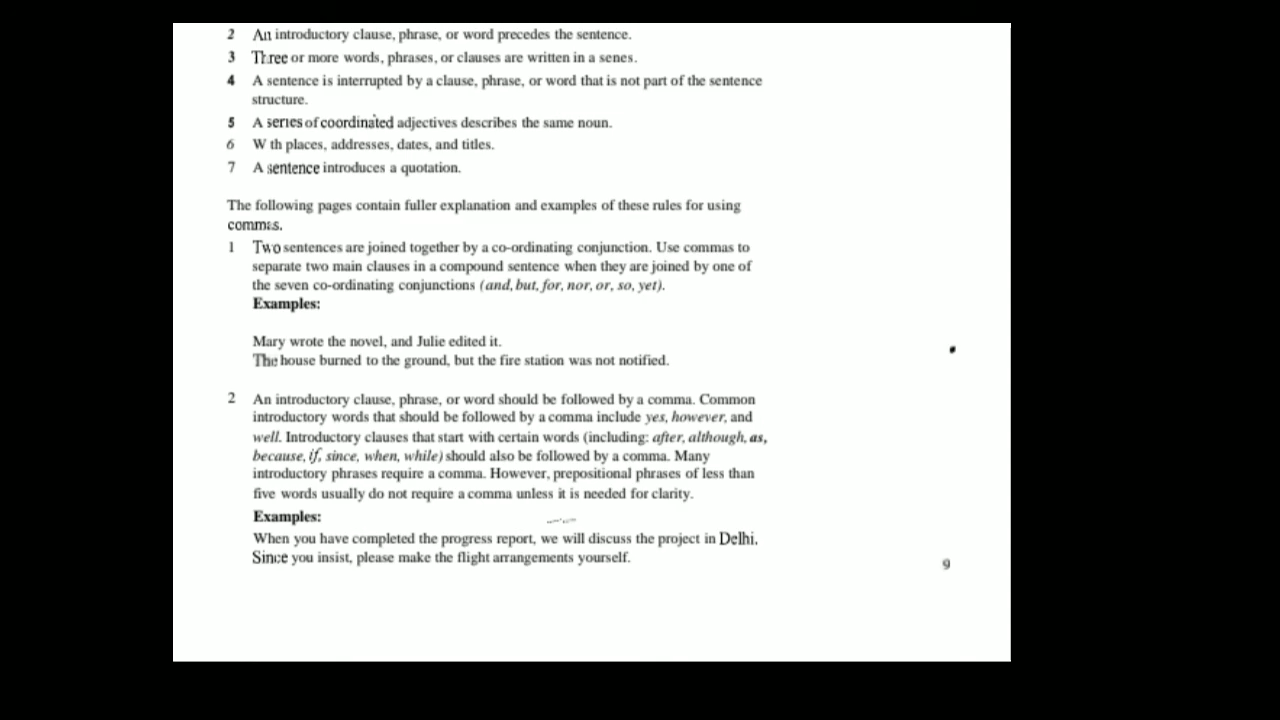 2 An introductory clause, phrase, or word precedes the sentence.
3 Three or more words, phrases, or clauses are written in a senes.
4 A sentence is interrupted by a clause, phrase, or word that is not part of the sentence
structure.
5 A series of coordinated adjectives describes the same noun.
6 W th places, addresses, dates, and titles.
7 A sentence introduces a quotation.
The following pages contain fuller explanation and examples of these rules for using
commas.
1 Two sentences are joined together by a co-ordinating conjunction. Use commas to
separate two main clauses in a compound sentence when they are joined by one of
the seven co-ordinating conjunctions (and, but, for, nor, or, so, yet).
Examples:
Mary wrote the novel, and Julie edited it.
The house burned to the ground, but the fire station was not notified.
2 An introductory clause, phrase, or word should be followed by a comma. Common
introductory words that should be followed by a comma include yes, however, and
well. Introductory clauses that start with certain words (including: after, although, as,
because, if, since, when, while) should also be followed by a comma. Many
introductory phrases require a comma. However, prepositional phrases of less than
five words usually do not require a comma unless it is needed for clarity.
Examples:
When you have completed the progress report, we will discuss the project in Delhi.
Since you insist, please make the flight arrangements yourself.
9